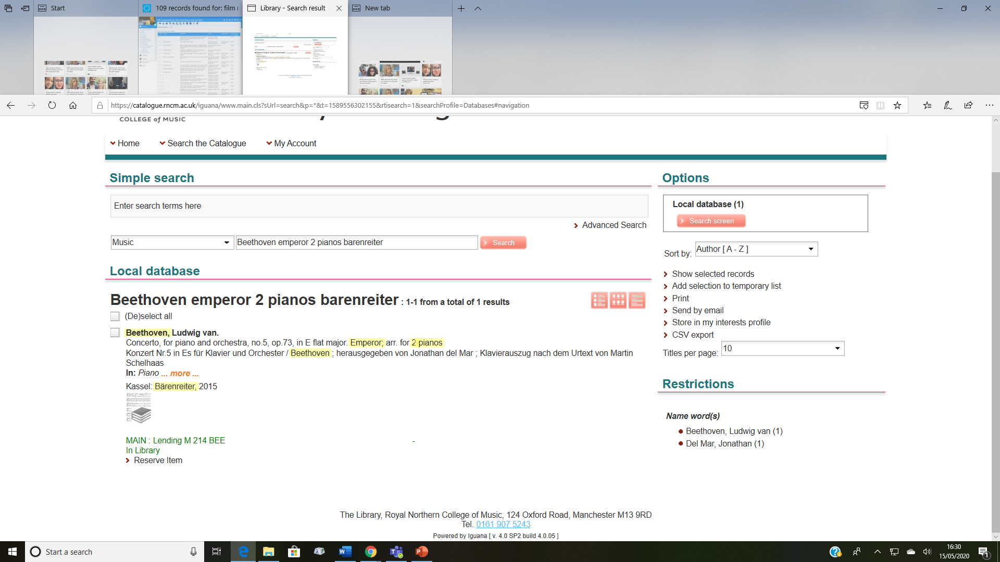 Start
109 records found for: film
Library - Search result
New tab
https://catalogue.rncm.ac.uk/iguana/www.main.cls?sUrl=search&p=*&t=1589556302155&rtisearch=1&searchProfile=Databases#navigation
COLLEGE of MUSIC
Home
Search the Catalogue
My Account
Simple search
Enter search terms here
Advanced Search
Music
Beethoven emperor 2 pianos barenreiter
Search
Local database
Beethoven emperor 2 pianos barenreiter : 1-1 from a total of 1 results
(De)select all
Beethoven, Ludwig van.
Concerto, for piano and orchestra, no.5, op.73, in E flat major. Emperor; arr. for 2 pianos
Konzert Nr.5 in Es für Klavier und Orchester / Beethoven ; herausgegeben von Jonathan del Mar ; Klavierauszug nach dem Urtext von Martin
Schelhaas
In: Piano ... more ...
Kassel: Bärenreiter, 2015
MAIN : Lending M 214 BEE
-
In Library
Reserve Item
Options
Local database (1)
Search screen
Sort by: Author [ A - Z ]
Show selected records
Add selection to temporary list
Print
Send by email
Store in my interests profile
CSV export
Titles per page: 10
Restrictions
Name word(s)
Beethoven, Ludwig van (1)
Del Mar, Jonathan (1)
The Library, Royal Northern College of Music, 124 Oxford Road, Manchester M13 9RD
Tel. 0161 907 5243
Powered by Iguana [ v. 4.0 SP2 build 4.0.05 ]
Start a search
16:30
15/05/2020
1